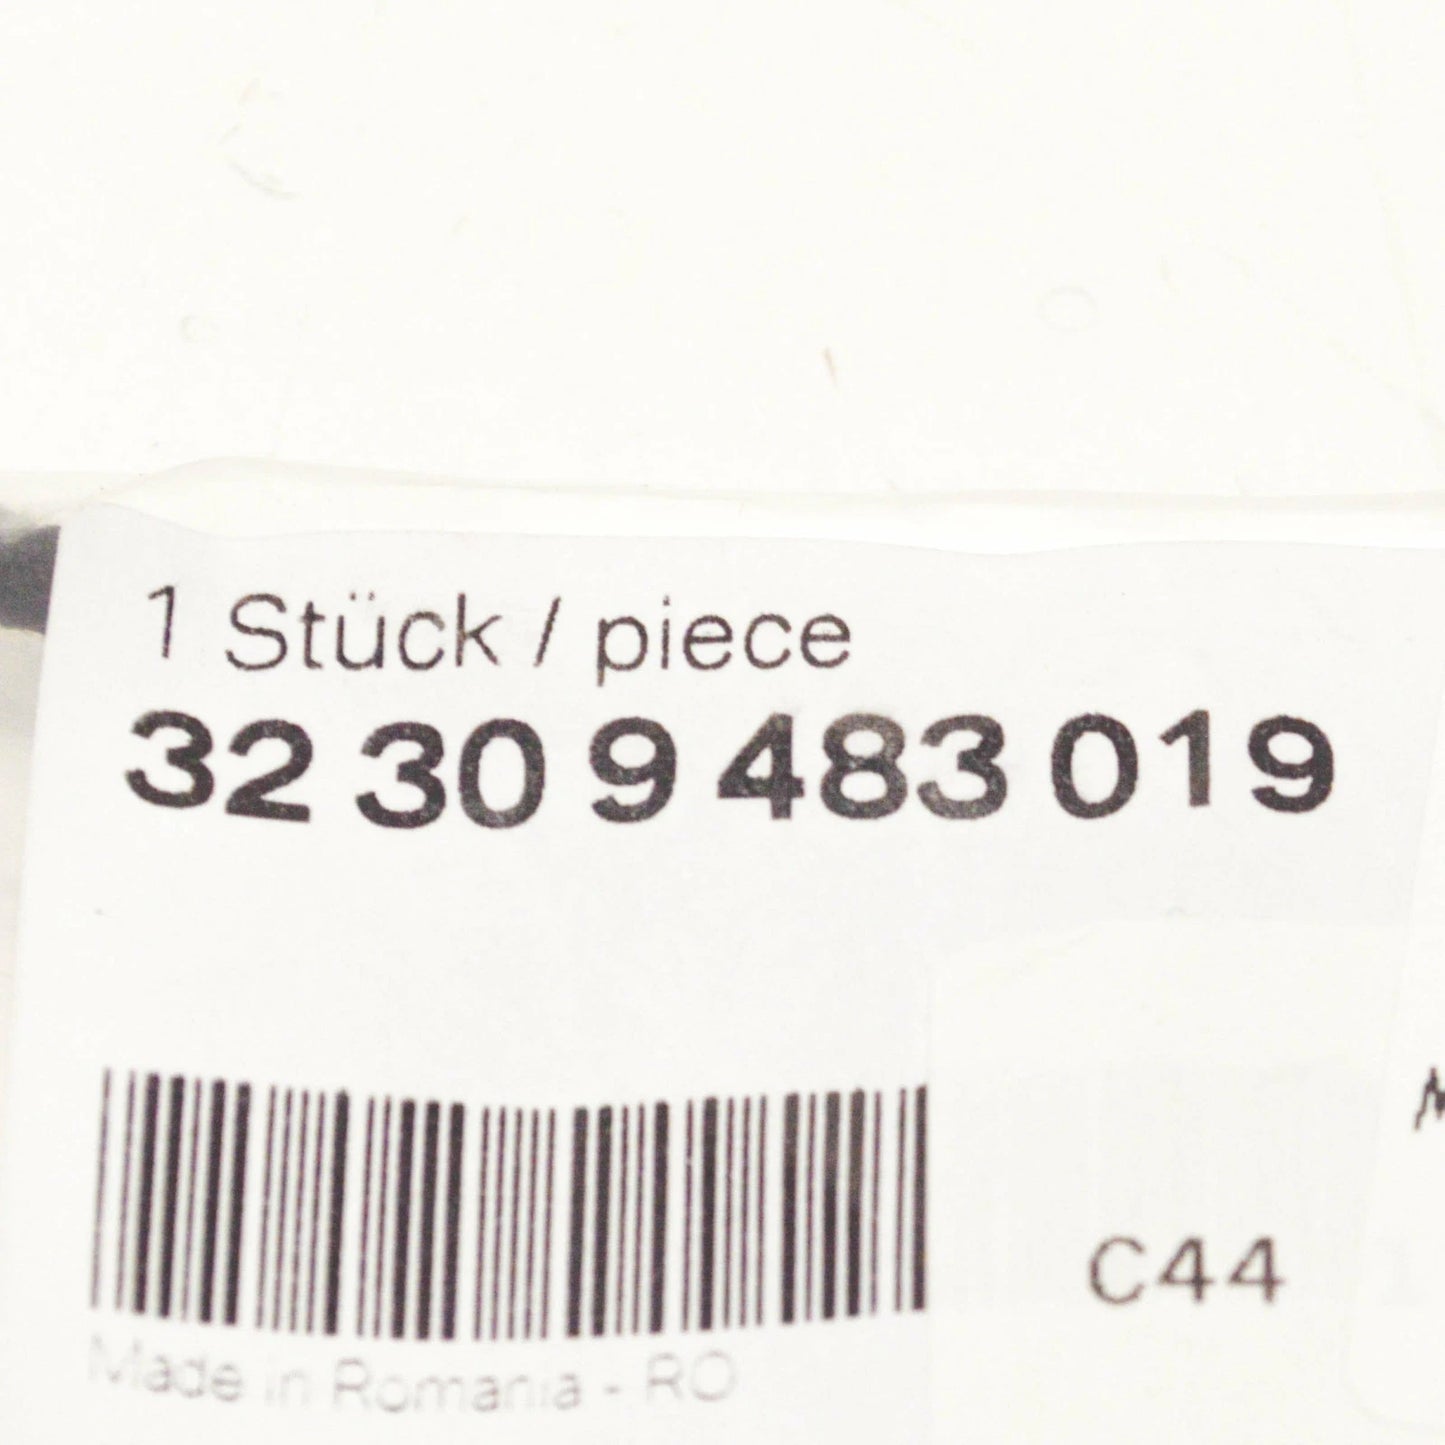 1 Stück / piece
32 30 9 483 019
C44
Made in Romania - RO